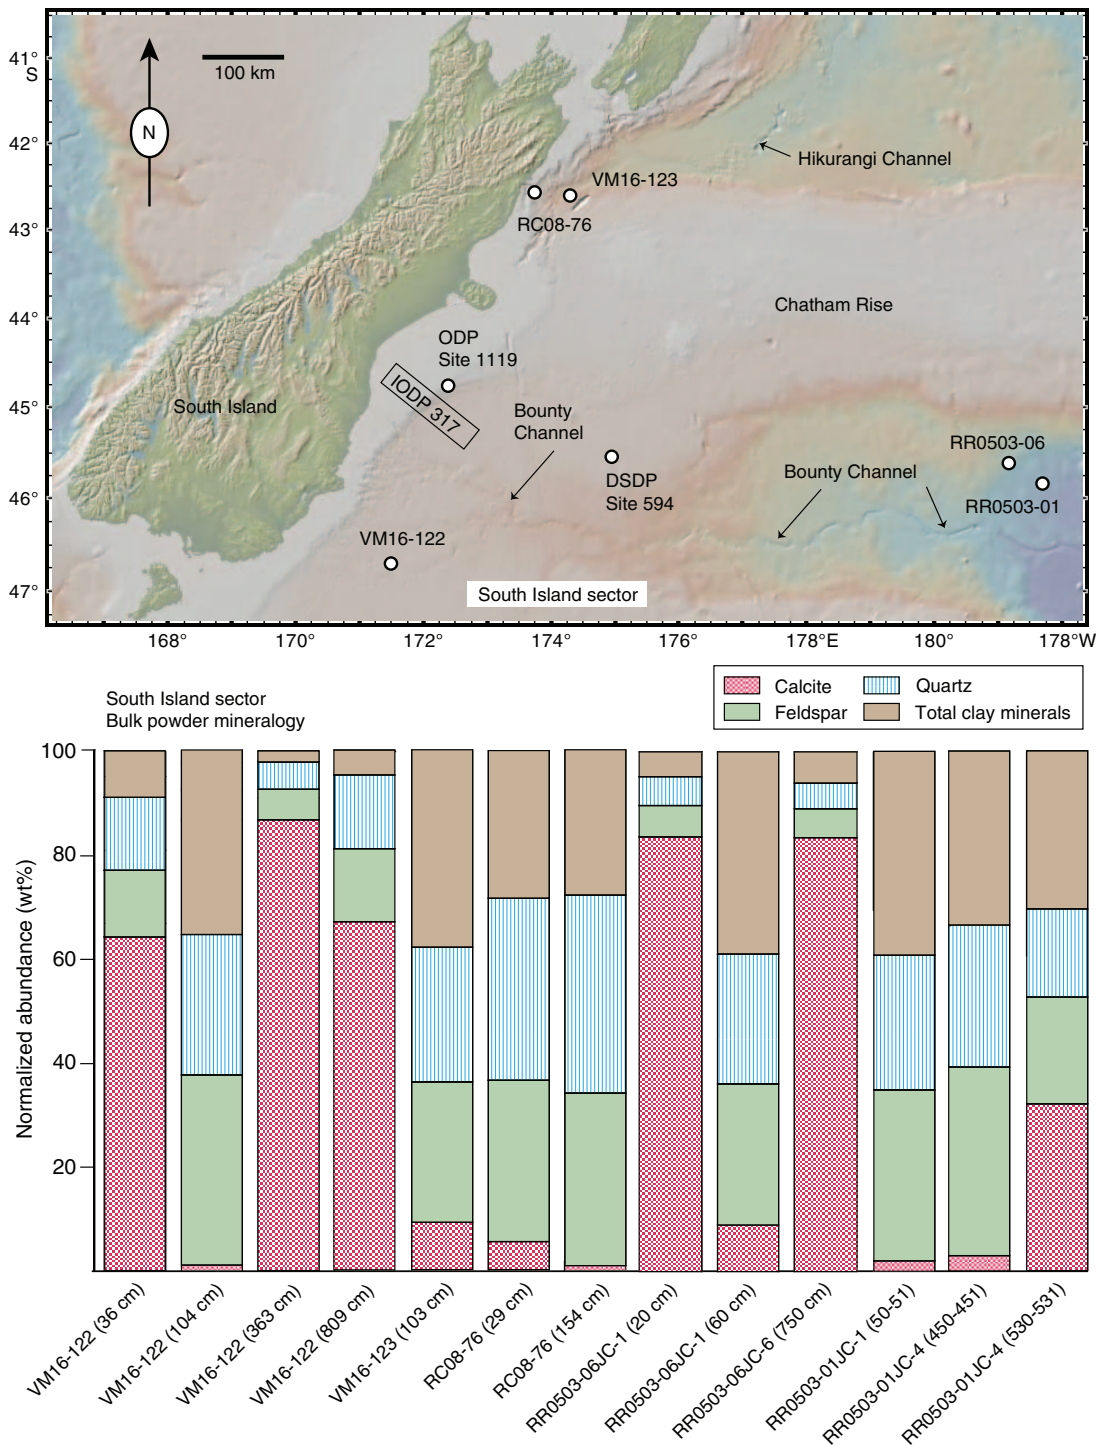 41°
S
42°
43°
44°
45°
46°
47°
N
100 km
Hikurangi Channel
VM16-123
RC08-76
Chatham Rise
ODP
Site 1119
IODP 317
South Island
Bounty
Channel
DSDP
Site 594
Bounty Channel
RR0503-06
RR0503-01
VM16-122
South Island sector
168°
170°
172°
174°
176°
178°E
180°
178°W
South Island sector
Bulk powder mineralogy
Calcite
Quartz
Feldspar
Total clay minerals
Normalized abundance (wt%)
100
80
60
40
20
VM16-122 (36 cm)
VM16-122 (104 cm)
VM16-122 (363 cm)
VM16-122 (809 cm)
VM16-123 (103 cm)
RC08-76 (29 cm)
RC08-76 (154 cm)
RR0503-06JC-1 (20 cm)
RR0503-06JC-1 (60 cm)
RR0503-06JC-6 (750 cm)
RR0503-01JC-1 (50-51)
RR0503-01JC-4 (450-451)
RR0503-01JC-4 (530-531)